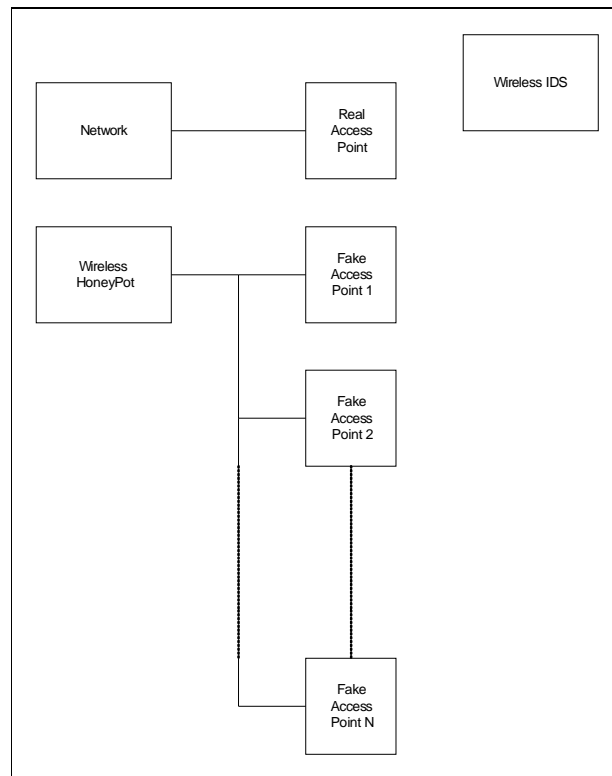 Wireless IDS
Network
Real
Access
Point
Wireless
HoneyPot
Fake
Access
Point 1
Fake
Access
Point 2
Fake
Access
Point N